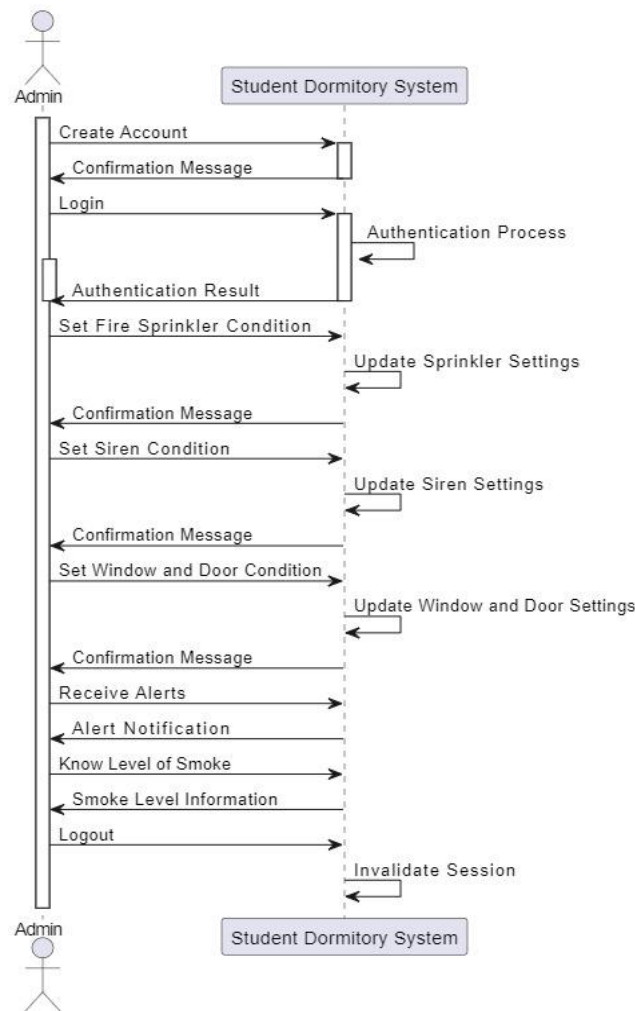 Admin
Student Dormitory System
Create Account
Confirmation Message
Login
Authentication Process
Authentication Result
Set Fire Sprinkler Condition
Update Sprinkler Settings
Confirmation Message
Set Siren Condition
Update Siren Settings
Confirmation Message
Set Window and Door Condition
Update Window and Door Settings
Confirmation Message
Receive Alerts
Alert Notification
Know Level of Smoke
Smoke Level Information
Logout
Invalidate Session
Admin
Student Dormitory System